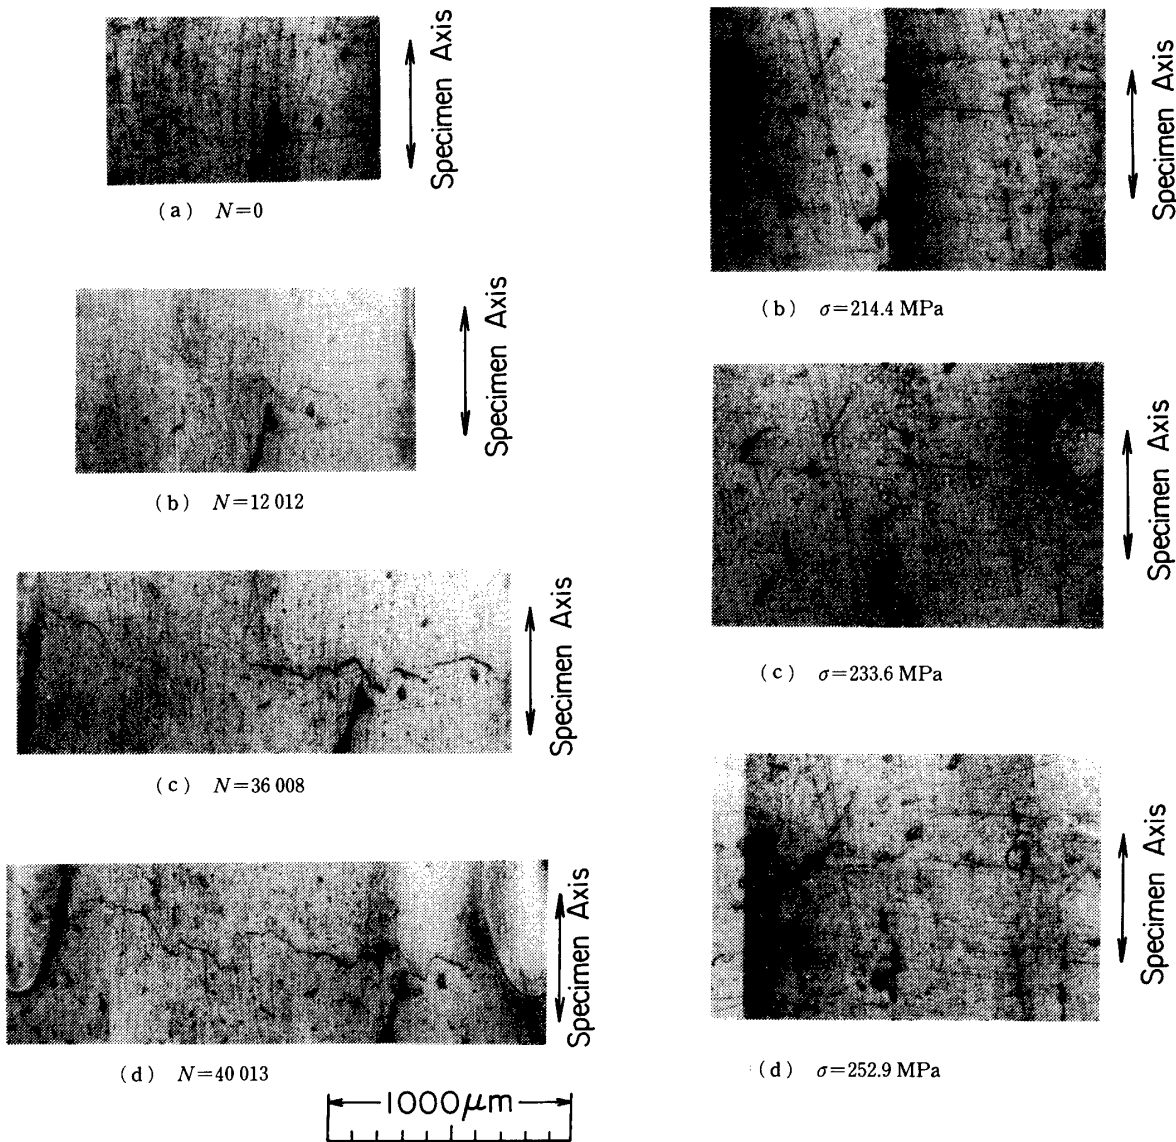 Specimen Axis
(a) N=0
Specimen Axis
(b) N=12 012
Specimen Axis
(c) N=36 008
Specimen Axis
(d) N=40 013
1000μm
Specimen Axis
(b) σ=214.4 MPa
Specimen Axis
(c) σ=233.6 MPa
Specimen Axis
(d) σ=252.9 MPa